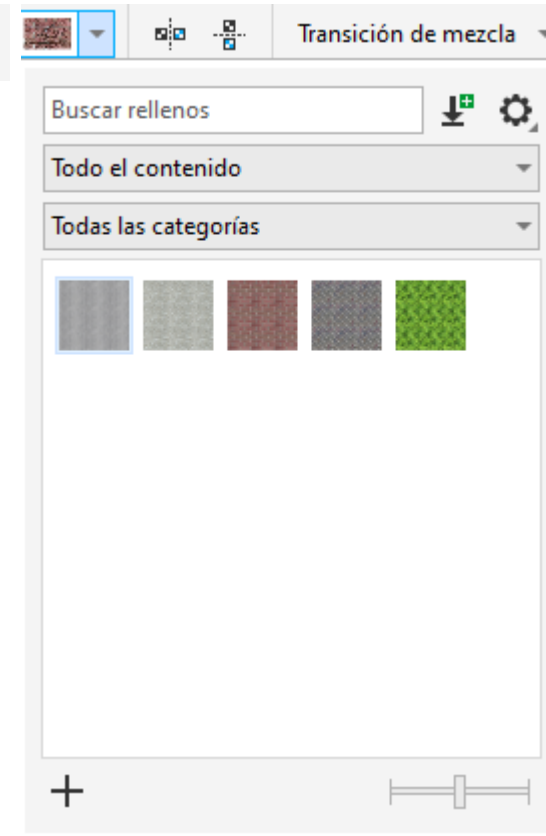 Transición de mezcla
Buscar rellenos
Todo el contenido
Todas las categorías